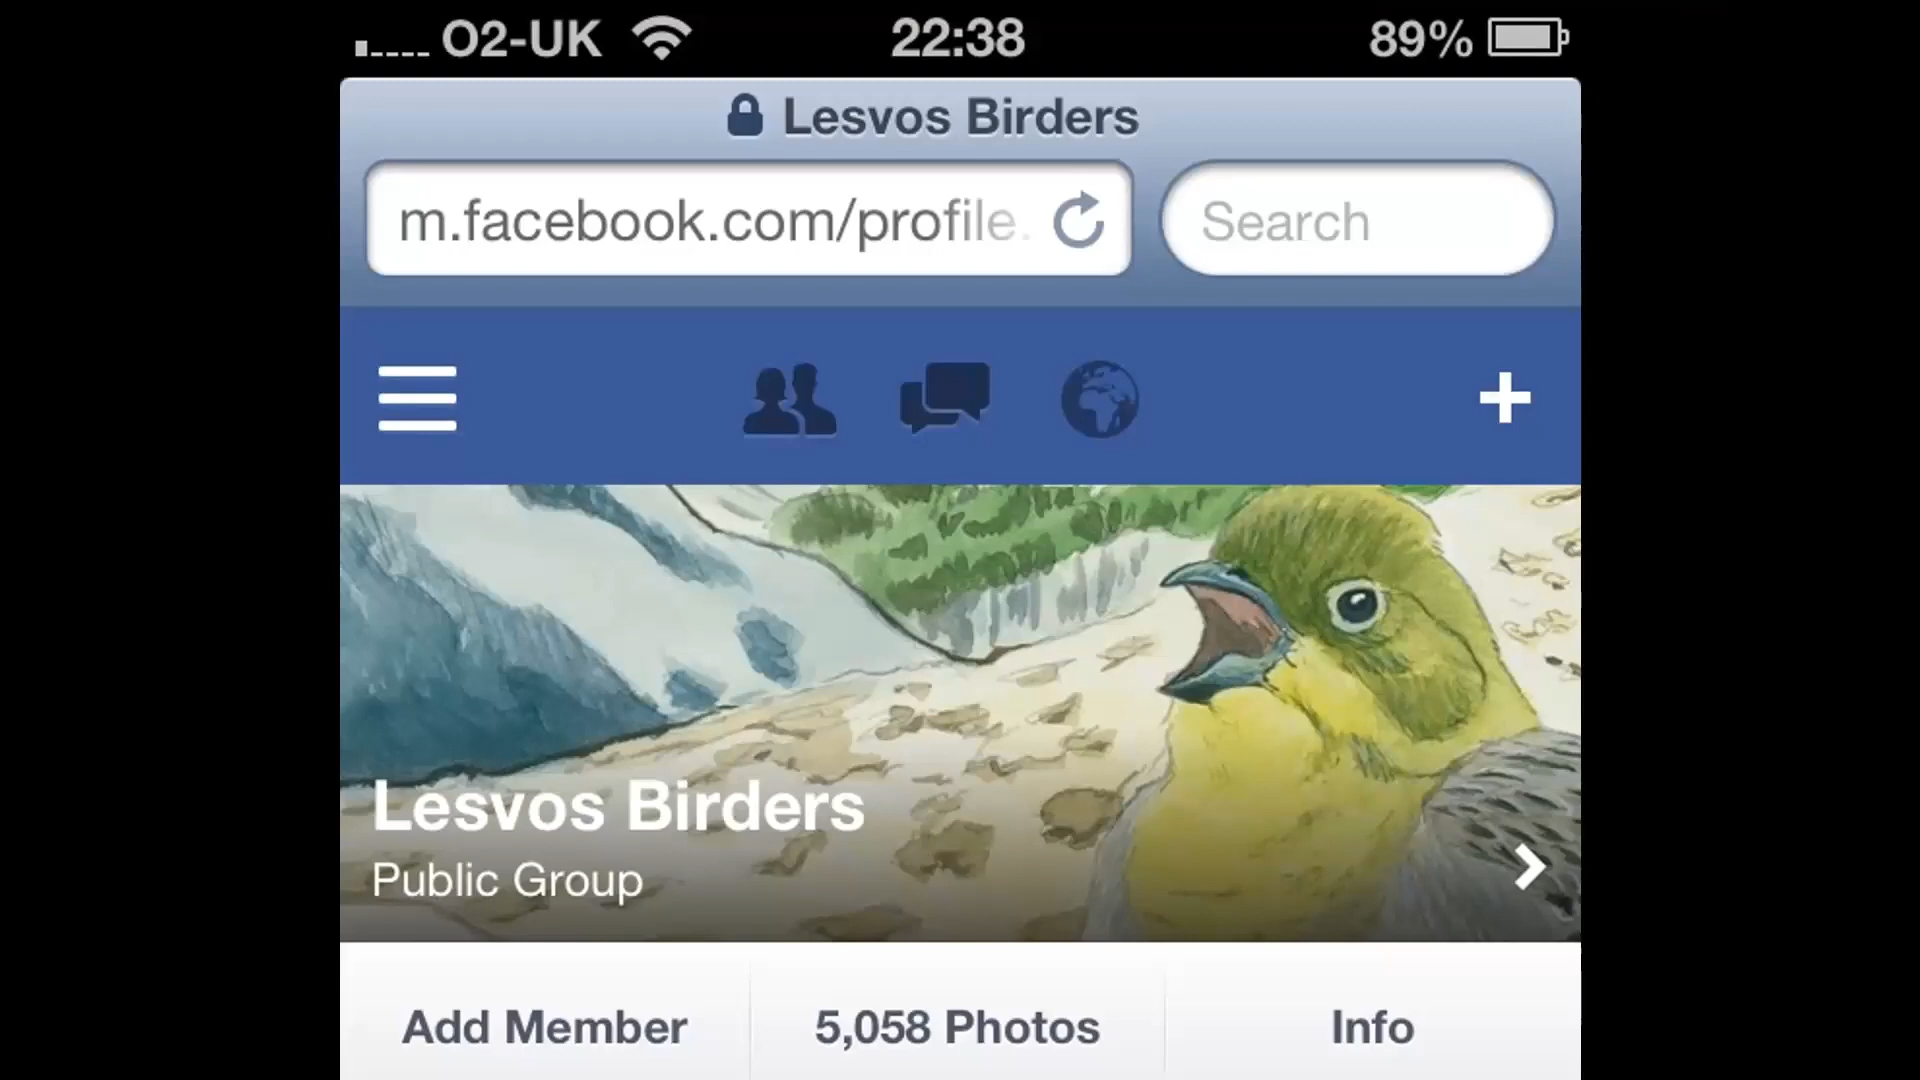 O2-UK 22:38 89%
Lesvos Birders
m.facebook.com/profile. Search
Lesvos Birders
Public Group
Add Member 5,058 Photos Info